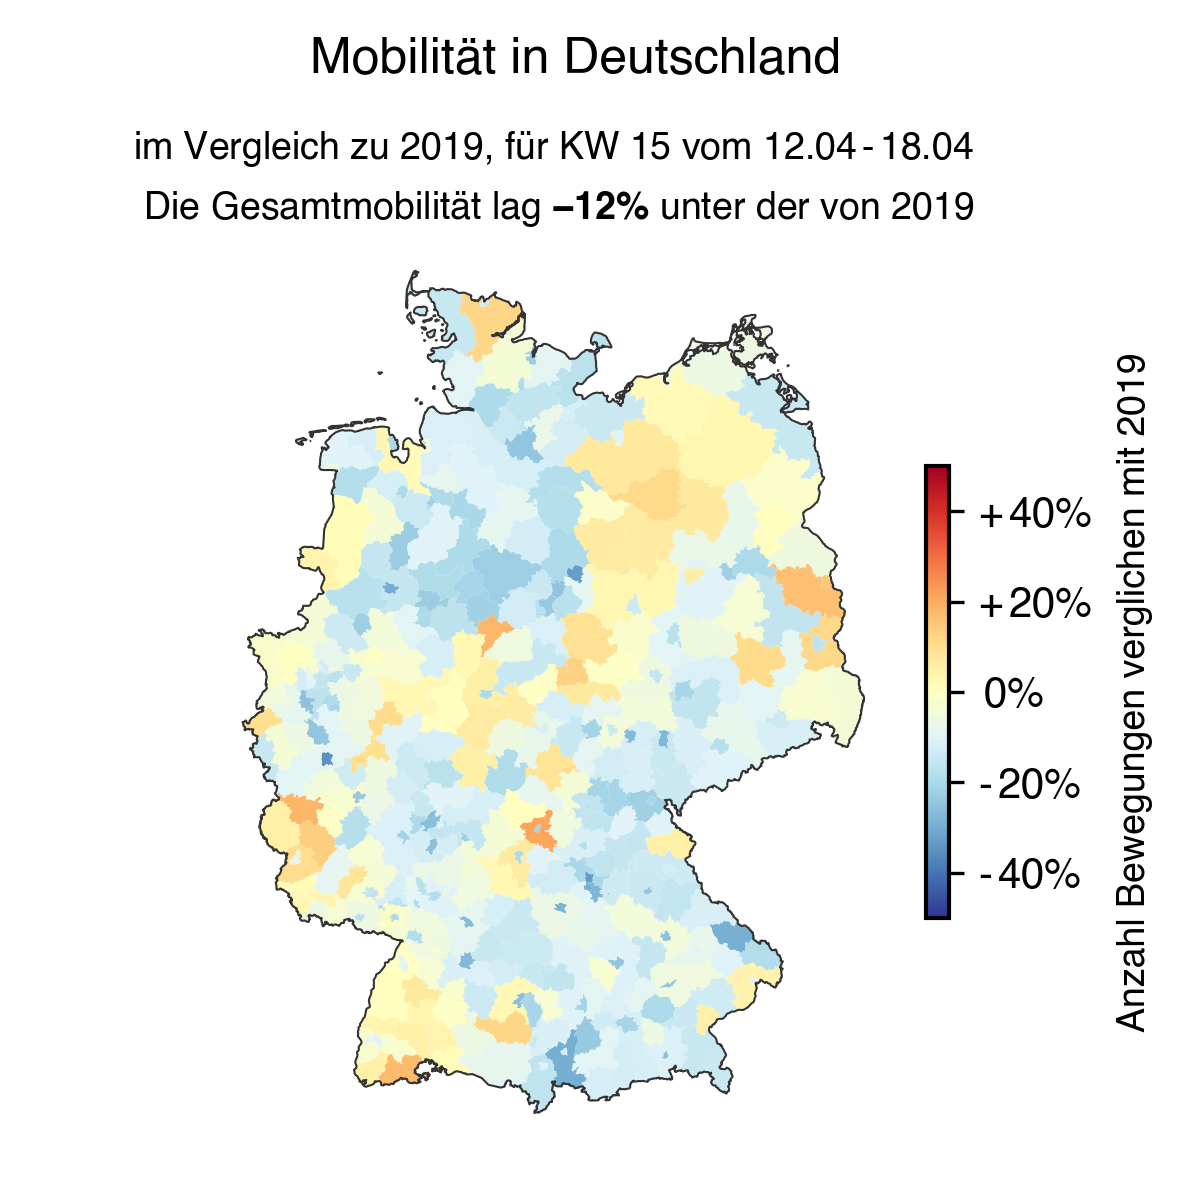 Mobilität in Deutschland
im Vergleich zu 2019, für KW 15 vom 12.04-18.04
Die Gesamtmobilität lag −12% unter der von 2019
+40%
+20%
0%
-20%
-40%
Anzahl Bewegungen verglichen mit 2019